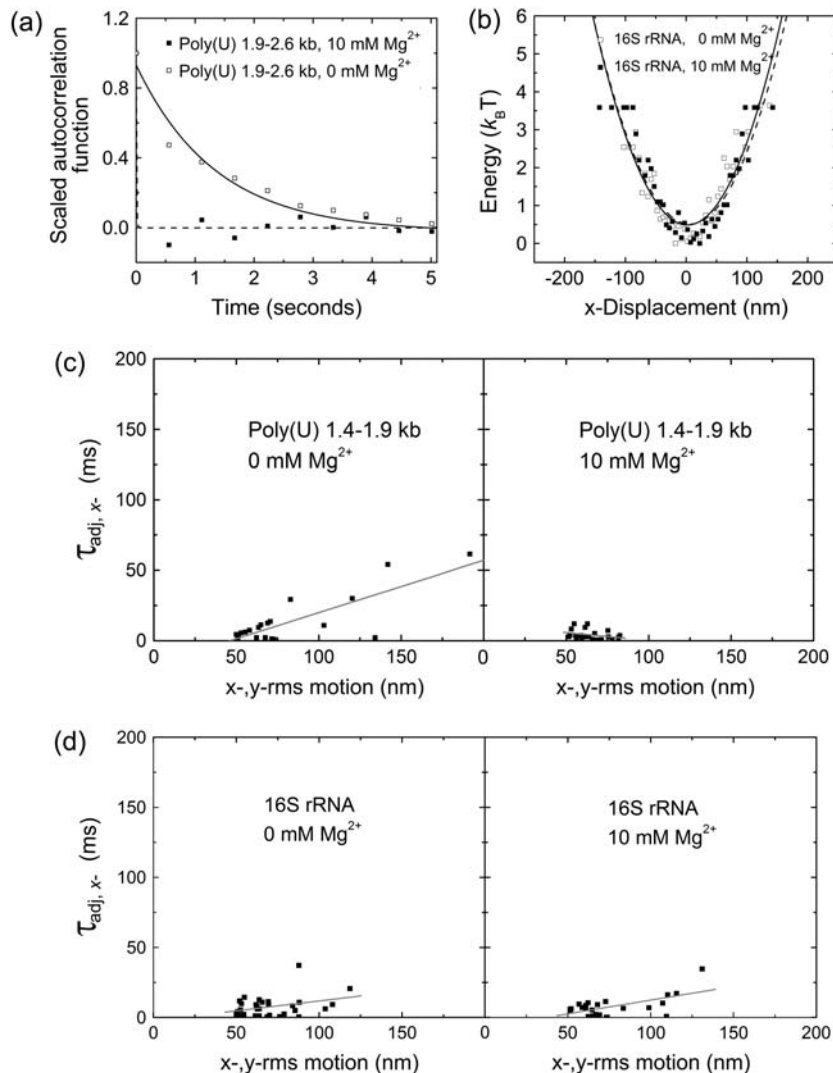 (a)
1.2
0.8
0.4
0.0
Scaled autocorrelation
function
Poly(U) 1.9-2.6 kb, 10 mM Mg²⁺
Poly(U) 1.9-2.6 kb, 0 mM Mg²⁺
0 1 2 3 4 5
Time (seconds)
(b)
6
5
4
3
2
1
0
Energy (k_BT)
16S rRNA, 0 mM Mg²⁺
16S rRNA, 10 mM Mg²⁺
-200 -100 0 100 200
x-Displacement (nm)
(c)
200
150
100
50
0
τadj, x- (ms)
Poly(U) 1.4-1.9 kb
0 mM Mg²⁺
Poly(U) 1.4-1.9 kb
10 mM Mg²⁺
0 50 100 150 0 50 100 150 200
x-,y-rms motion (nm) x-,y-rms motion (nm)
(d)
200
150
100
50
0
τadj, x- (ms)
16S rRNA
0 mM Mg²⁺
16S rRNA
10 mM Mg²⁺
0 50 100 150 0 50 100 150 200
x-,y-rms motion (nm) x-,y-rms motion (nm)